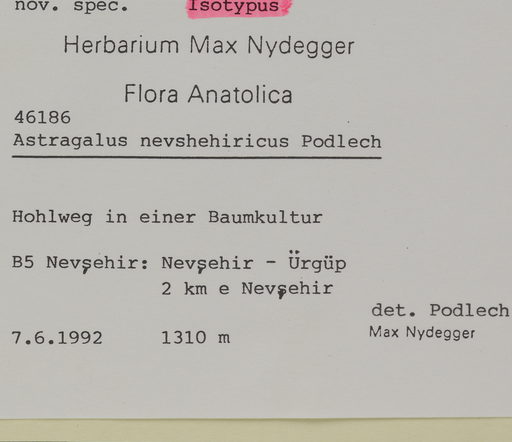 nov. spec. Isotypus
Herbarium Max Nydegger
Flora Anatolica
46186
Astragalus nevshehiricus Podlech
Hohlweg in einer Baumkultur
B5 Nevşehir: Nevşehir - Ürgüp
2 km e Nevşehir
det. Podlech
7.6.1992 1310 m Max Nydegger